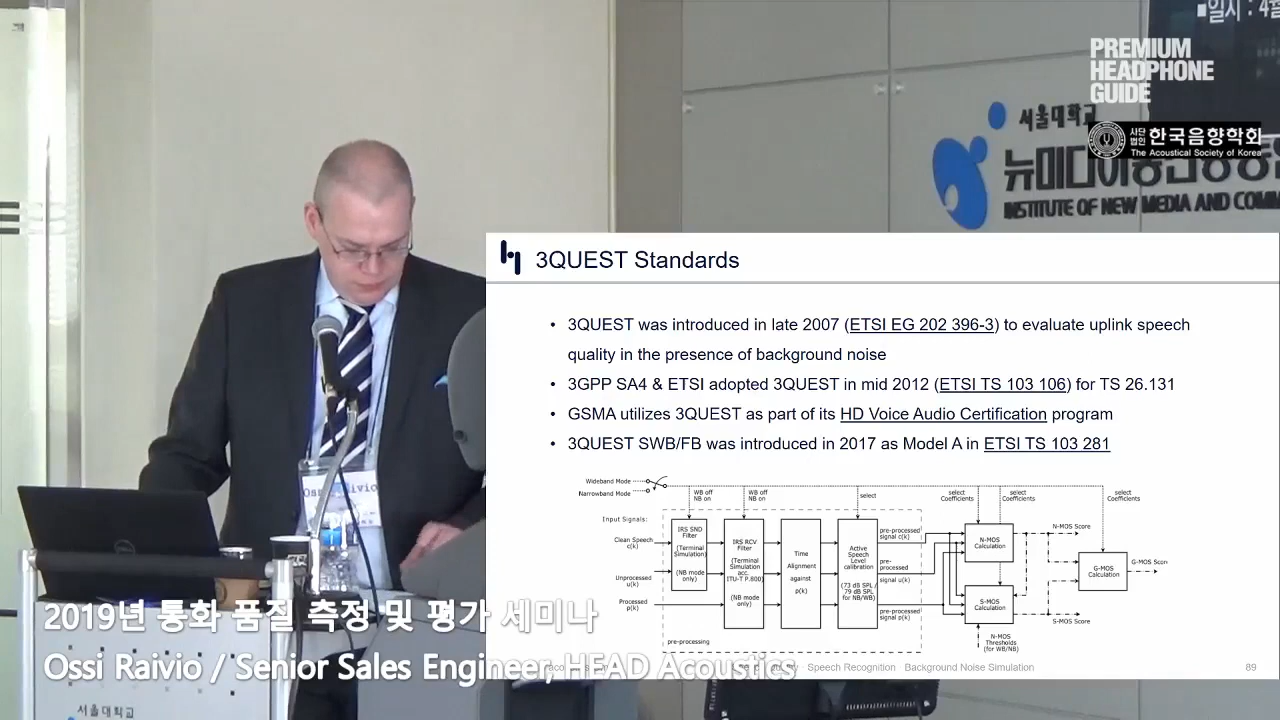 ■일시 : 4월
PREMIUM
HEADPHONE
GUIDE
서울대학교
사단
법인
한국음향학회
The Acoustical Society of Korea
뉴미디어통신공동연
INSTITUTE OF NEW MEDIA AND COMM
3QUEST Standards
• 3QUEST was introduced in late 2007 (ETSI EG 202 396-3) to evaluate uplink speech
quality in the presence of background noise
• 3GPP SA4 & ETSI adopted 3QUEST in mid 2012 (ETSI TS 103 106) for TS 26.131
• GSMA utilizes 3QUEST as part of its HD Voice Audio Certification program
• 3QUEST SWB/FB was introduced in 2017 as Model A in ETSI TS 103 281
Wideband Mode
Narrowband Mode
WB off
NB on
WB off
NB on
select
select
Coefficients
select
Coefficients
select
Coefficients
Input Signals:
Clean Speech
c(k)
Unprocessed
u(k)
Processed
p(k)
IRS SND
Filter
(Terminal
Simulation)
(NB mode
only)
IRS RCV
Filter
(Terminal
Simulation
acc.
ITU-T P.800)
(NB mode
only)
Time
Alignment
against
p(k)
Active
Speech
Level
calibration
(73 dB SPL/
79 dB SPL
for NB/WB)
pre-processed
signal c(k)
pre-
processed
signal u(k)
pre-processed
signal p(k)
N-MOS
Calculation
S-MOS
Calculation
N-MOS Score
G-MOS
Calculation
G-MOS Score
S-MOS Score
N-MOS
Thresholds
(for WB/NB)
pre-processing
Speech Recognition Background Noise Simulation
89
2019년 통화 품질 측정 및 평가 세미나
Ossi Raivio / Senior Sales Engineer, HEAD Acoustics
서울대학교